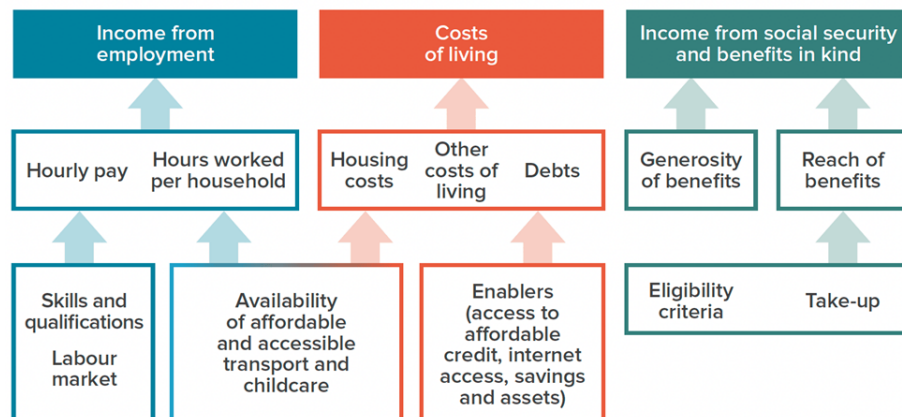 Income from
employment
Costs
of living
Income from social security
and benefits in kind
Hourly pay
Hours worked
per household
Housing
costs
Other
costs of
living
Debts
Generosity
of benefits
Reach of
benefits
Skills and
qualifications
Labour
market
Availability
of affordable
and accessible
transport and
childcare
Enablers
(access to
affordable
credit, internet
access, savings
and assets)
Eligibility
criteria
Take-up